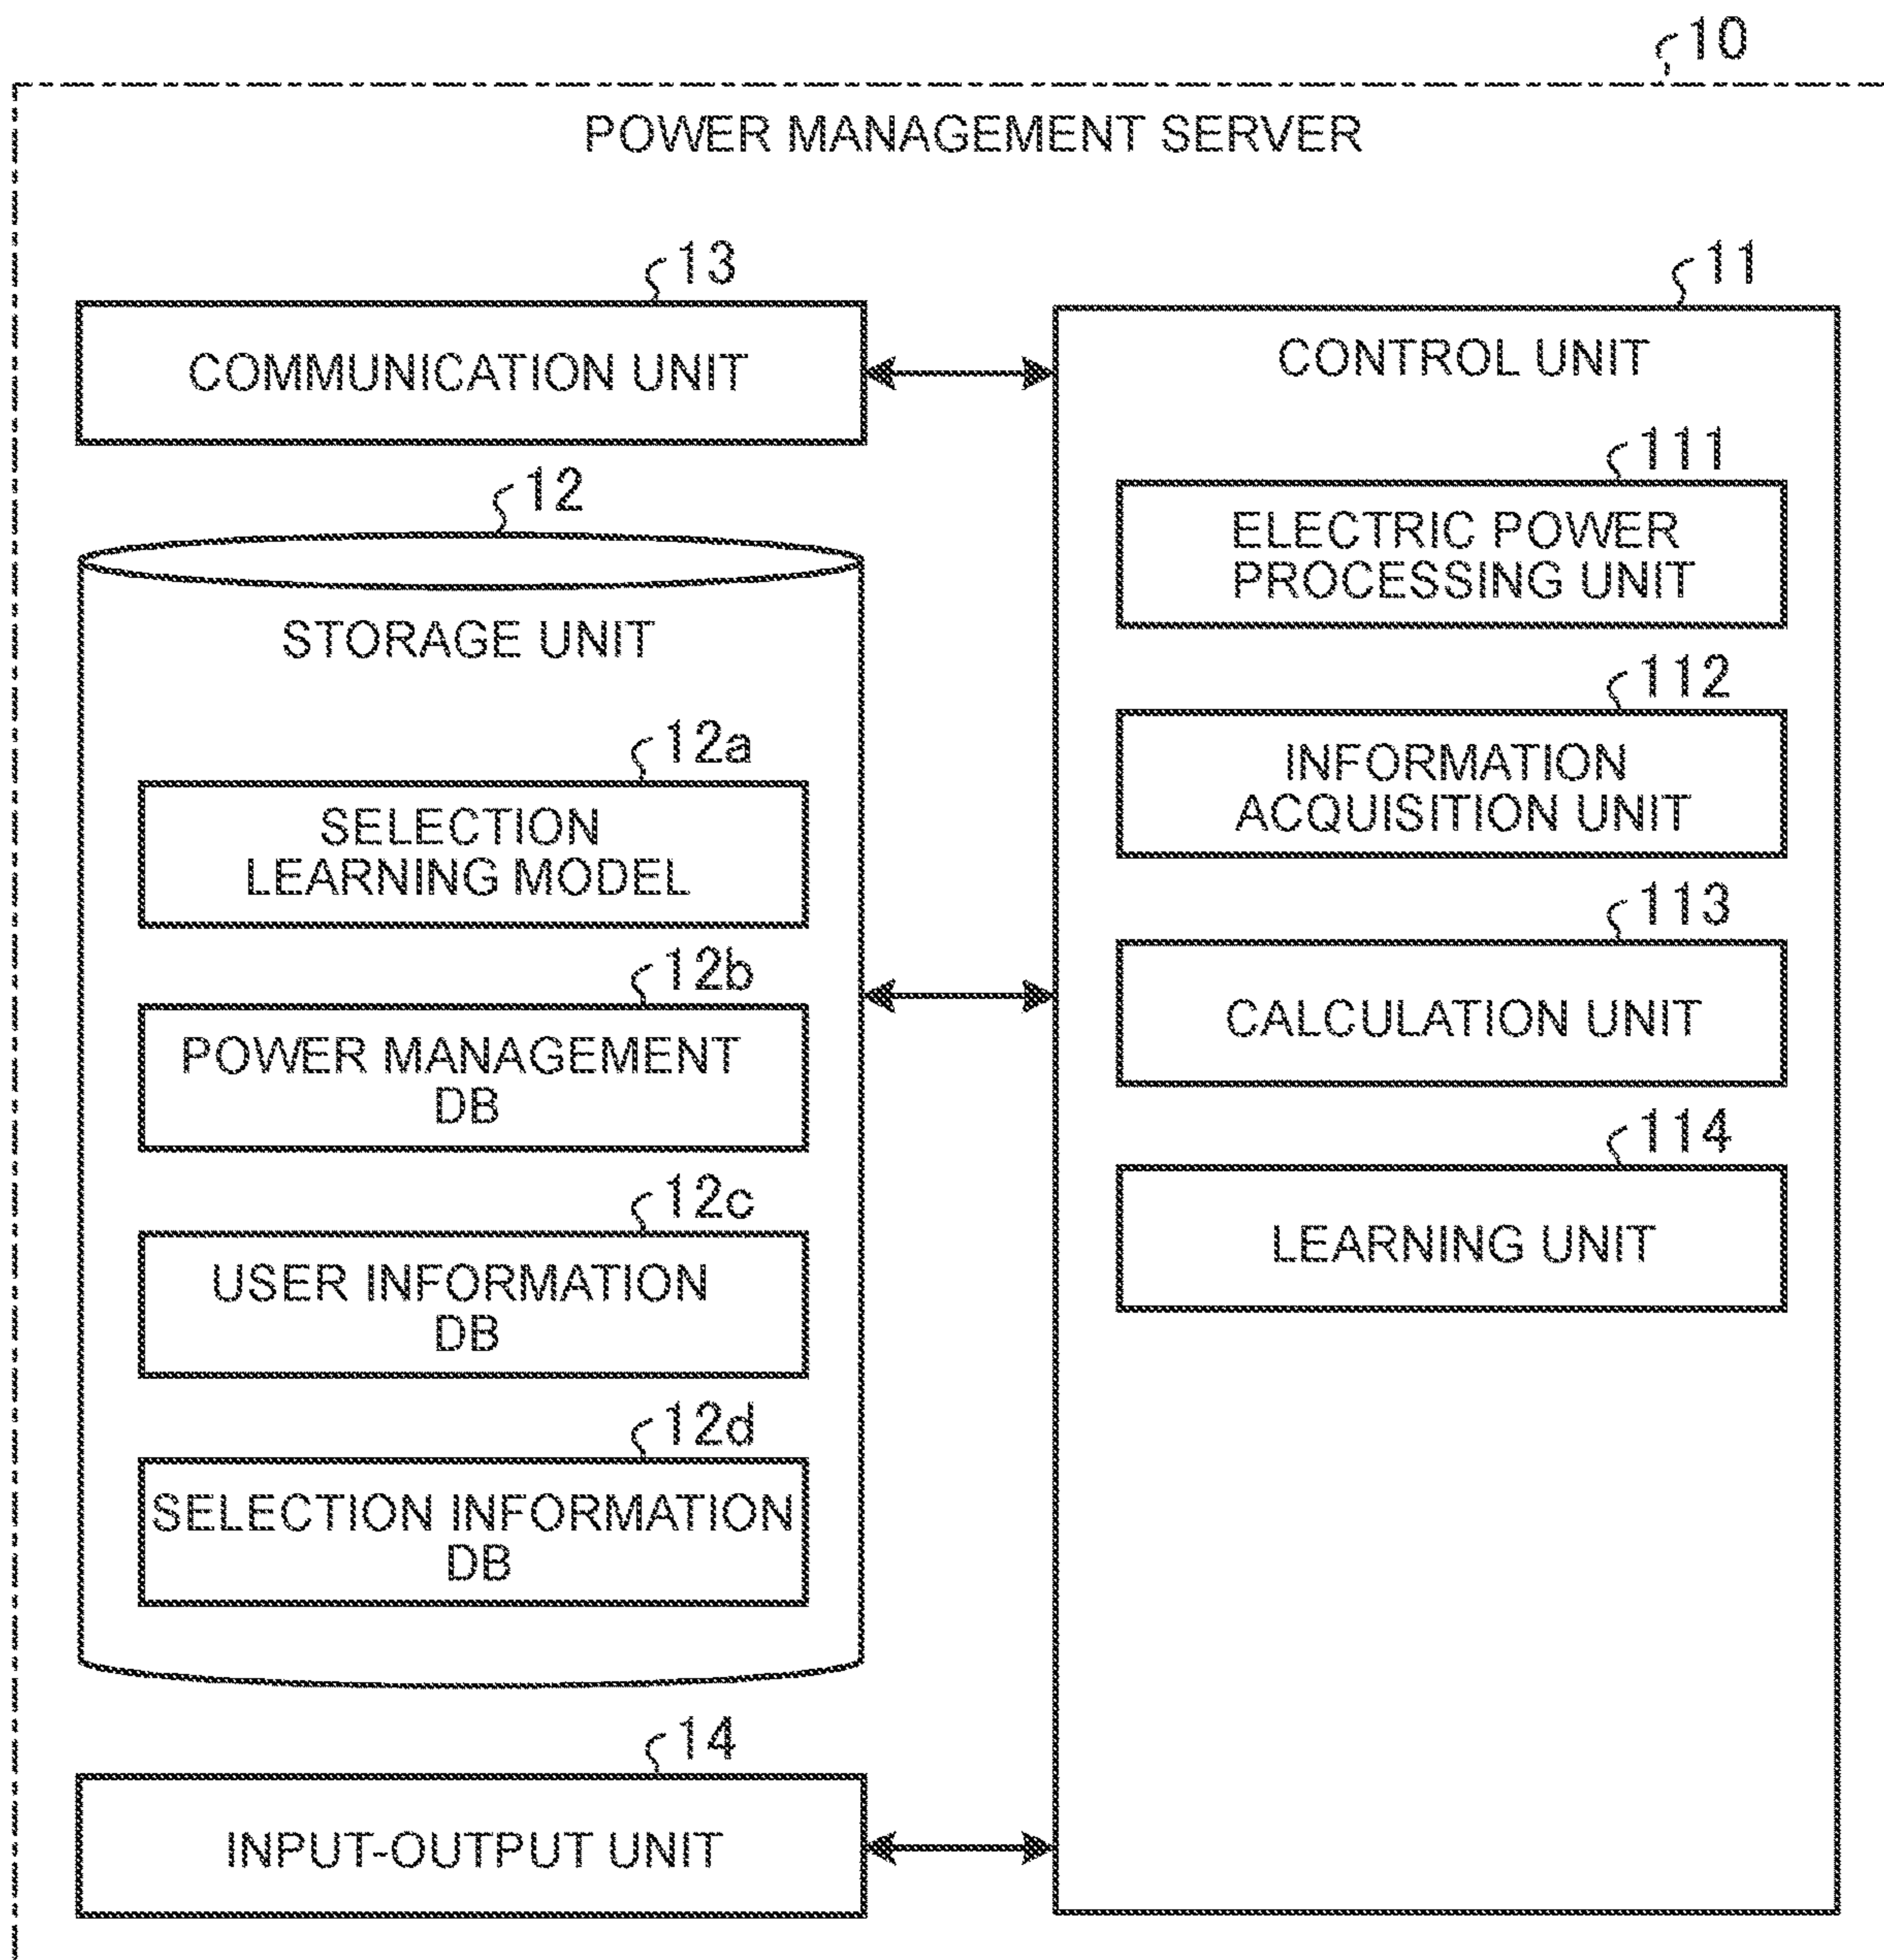 10
POWER MANAGEMENT SERVER
13
COMMUNICATION UNIT
12
STORAGE UNIT
12a
SELECTION
LEARNING MODEL
12b
POWER MANAGEMENT
DB
12c
USER INFORMATION
DB
12d
SELECTION INFORMATION
DB
14
INPUT-OUTPUT UNIT
11
CONTROL UNIT
111
ELECTRIC POWER
PROCESSING UNIT
112
INFORMATION
ACQUISITION UNIT
113
CALCULATION UNIT
114
LEARNING UNIT